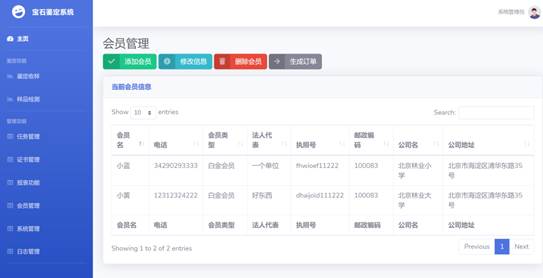 宝石鉴定系统
系统管理员
主页
鉴定功能
鉴定收样
样品检测
管理功能
任务管理
证书管理
报表功能
会员管理
系统管理
日志管理
会员管理
添加会员 修改信息 删除会员 生成订单
当前会员信息
Show 10 entries Search:
会员名 电话 会员类型 法人代表 执照号 邮政编码 公司名 公司地址
小蓝 34290293333 白金会员 一个单位 fhwioef11222 100083 北京林业小学 北京市海淀区清华东路35号
小黄 12312324222 白金会员 好东西 dhaijoid111222 100083 北京林业大学 北京市海淀区清华东路35号
会员名 电话 会员类型 法人代表 执照号 邮政编码 公司名 公司地址
Showing 1 to 2 of 2 entries Previous 1 Next